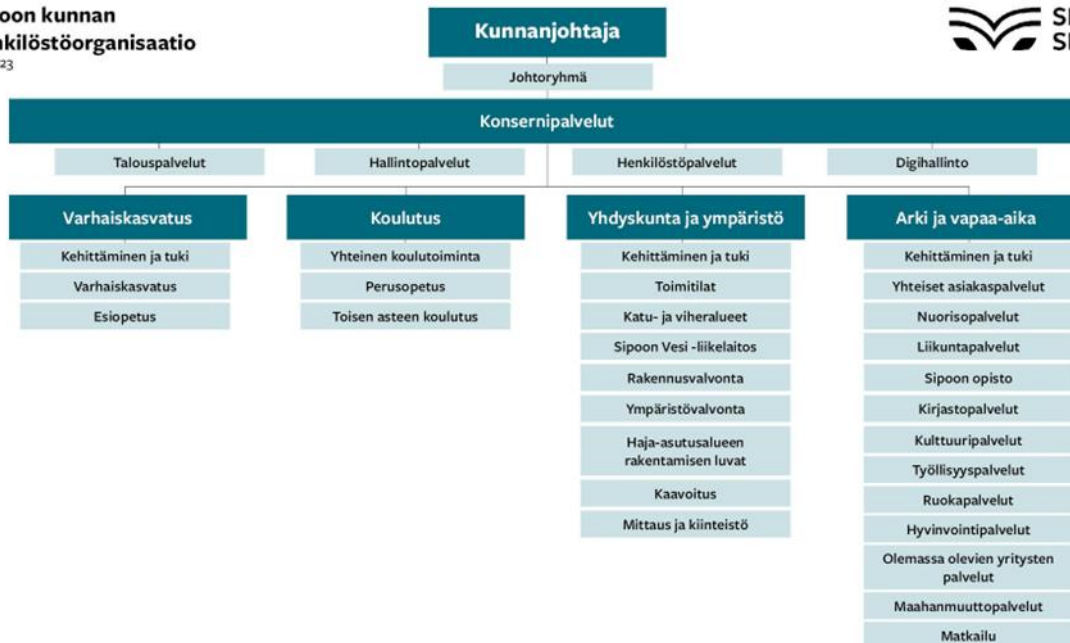 oon kunnan
nkilöstöorganisaatio
23
Kunnanjohtaja
Johtoryhmä
Konsernipalvelut
Talouspalvelut
Hallintopalvelut
Henkilöstöpalvelut
Digihallinto
Varhaiskasvatus
Kehittäminen ja tuki
Varhaiskasvatus
Esiopetus
Koulutus
Yhteinen koulutoiminta
Perusopetus
Toisen asteen koulutus
Yhdyskunta ja ympäristö
Kehittäminen ja tuki
Toimitilat
Katu- ja viheralueet
Sipoon Vesi -liikelaitos
Rakennusvalvonta
Ympäristövalvonta
Haja-asutusalueen
rakentamisen luvat
Kaavoitus
Mittaus ja kiinteistö
Arki ja vapaa-aika
Kehittäminen ja tuki
Yhteiset asiakaspalvelut
Nuorisopalvelut
Liikuntapalvelut
Sipoon opisto
Kirjastopalvelut
Kulttuuripalvelut
Työllisyyspalvelut
Ruokapalvelut
Hyvinvointipalvelut
Olemassa olevien yritysten
palvelut
Maahanmuuttopalvelut
Matkailu